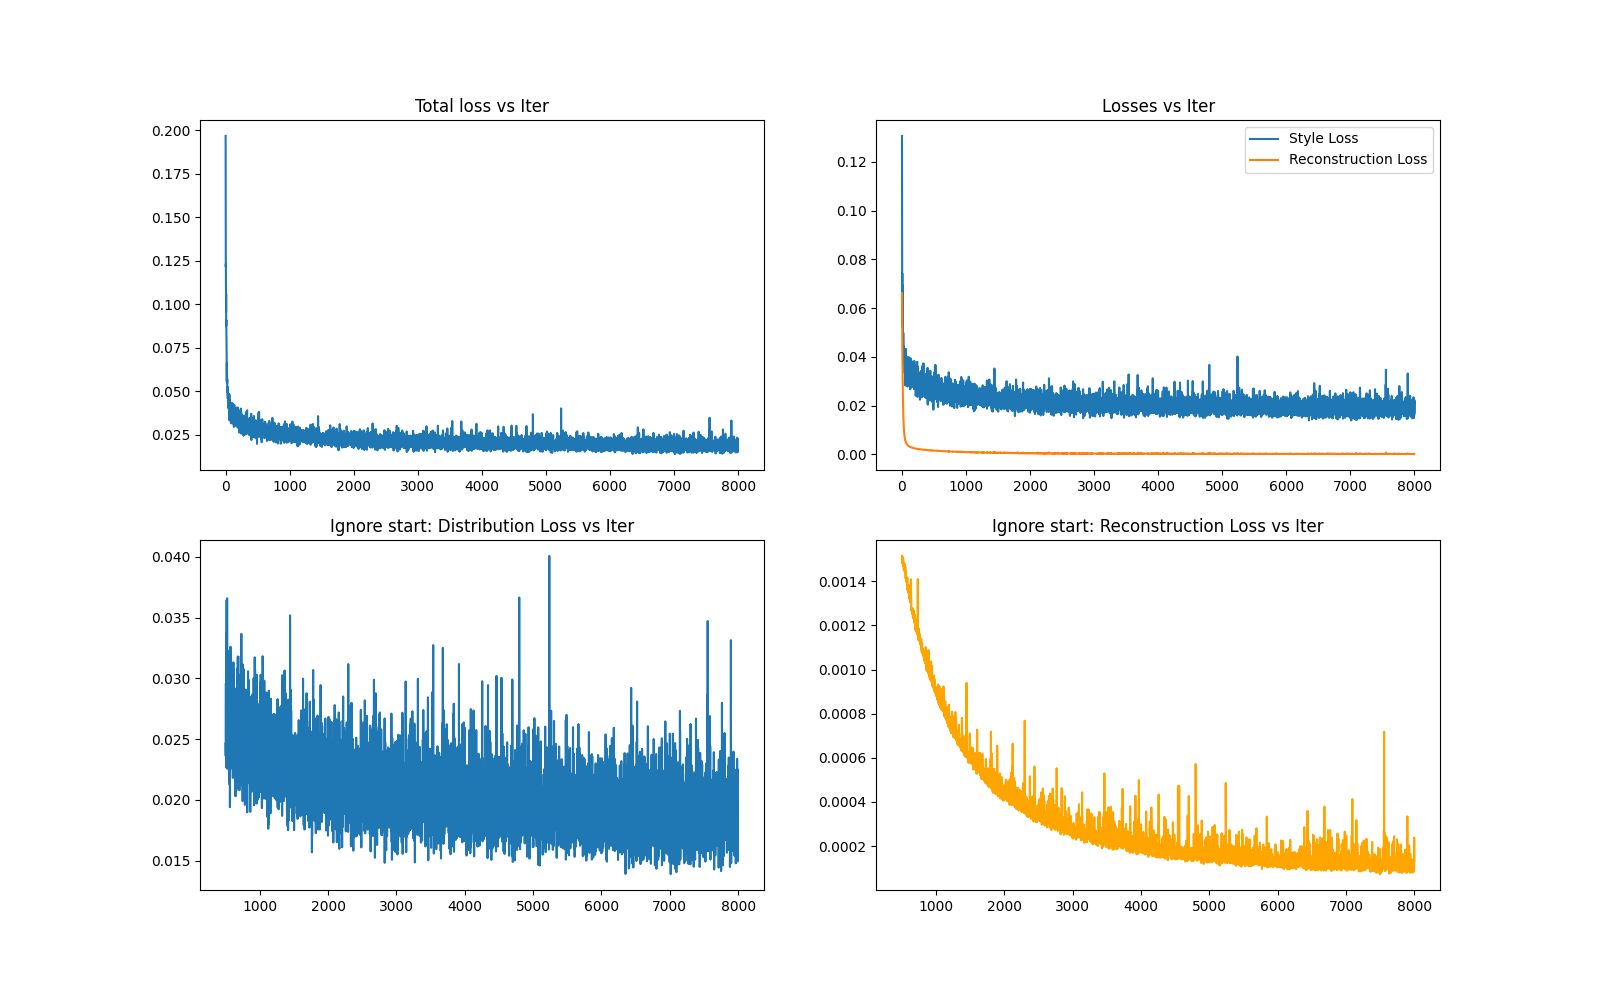 Total loss vs Iter
0.200
0.175
0.150
0.125
0.100
0.075
0.050
0.025
0 1000 2000 3000 4000 5000 6000 7000 8000
Losses vs Iter
Style Loss
Reconstruction Loss
0.12
0.10
0.08
0.06
0.04
0.02
0.00
0 1000 2000 3000 4000 5000 6000 7000 8000
Ignore start: Distribution Loss vs Iter
0.040
0.035
0.030
0.025
0.020
0.015
1000 2000 3000 4000 5000 6000 7000 8000
Ignore start: Reconstruction Loss vs Iter
0.0014
0.0012
0.0010
0.0008
0.0006
0.0004
0.0002
1000 2000 3000 4000 5000 6000 7000 8000